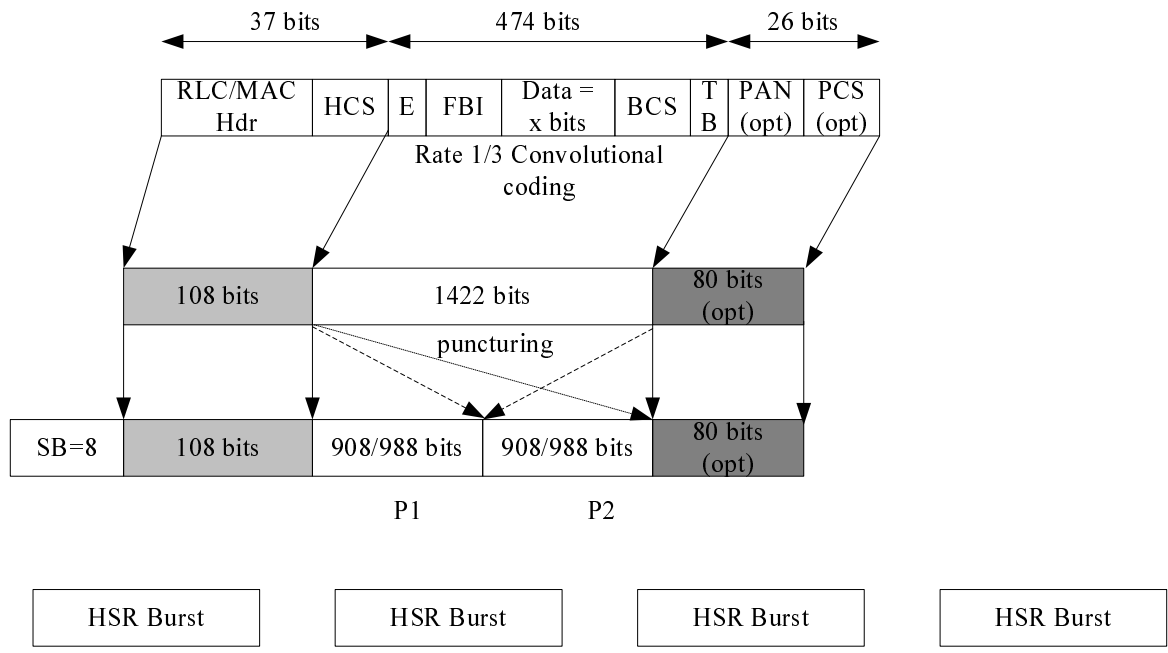 37 bits 474 bits 26 bits
RLC/MAC Hdr HCS E FBI Data = x bits BCS T B PAN (opt) PCS (opt)
Rate 1/3 Convolutional
coding
108 bits 1422 bits 80 bits (opt)
puncturing
SB=8 108 bits 908/988 bits 908/988 bits 80 bits (opt)
P1 P2
HSR Burst HSR Burst HSR Burst HSR Burst